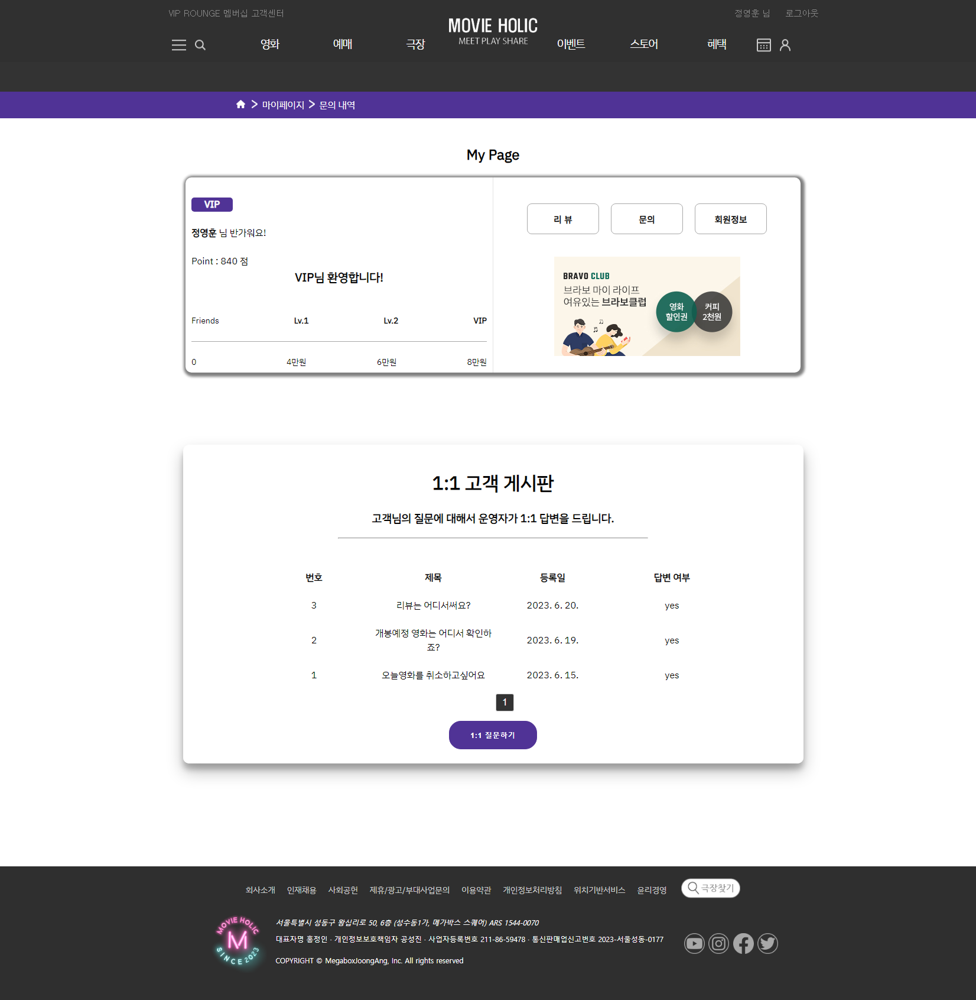 VIP ROUNGE 멤버십 고객센터
정영훈 님 로그아웃
MOVIE HOLIC
MEET PLAY SHARE
영화 예매 극장 이벤트 스토어 혜택
마이페이지 > 문의 내역
My Page
VIP
정영훈 님 반가워요!
Point : 840 점
VIP님 환영합니다!
Friends Lv.1 Lv.2 VIP
0 4만원 6만원 8만원
리 뷰 문의 회원정보
BRAVO CLUB
브라보 마이 라이프
여유있는 브라보클럽
영화 할인권
커피 2천원
1:1 고객 게시판
고객님의 질문에 대해서 운영자가 1:1 답변을 드립니다.
번호 제목 등록일 답변 여부
3 리뷰는 어디서써요? 2023. 6. 20. yes
2 개봉예정 영화는 어디서 확인하죠? 2023. 6. 19. yes
1 오늘영화를 취소하고싶어요 2023. 6. 15. yes
1
1:1 질문하기
회사소개 인재채용 사회공헌 제휴/광고/부대사업문의 이용약관 개인정보처리방침 위치기반서비스 윤리경영 극장찾기
MOVIE HOLIC
M
SINCE 2023
서울특별시 성동구 왕십리로 50, 6층 (성수동1가, 메가박스 스퀘어) ARS 1544-0070
대표자명 홍정인 · 개인정보보호책임자 공성진 · 사업자등록번호 211-86-59478 · 통신판매업신고번호 2023-서울성동-0177
COPYRIGHT © MegaboxJoongAng, Inc. All rights reserved